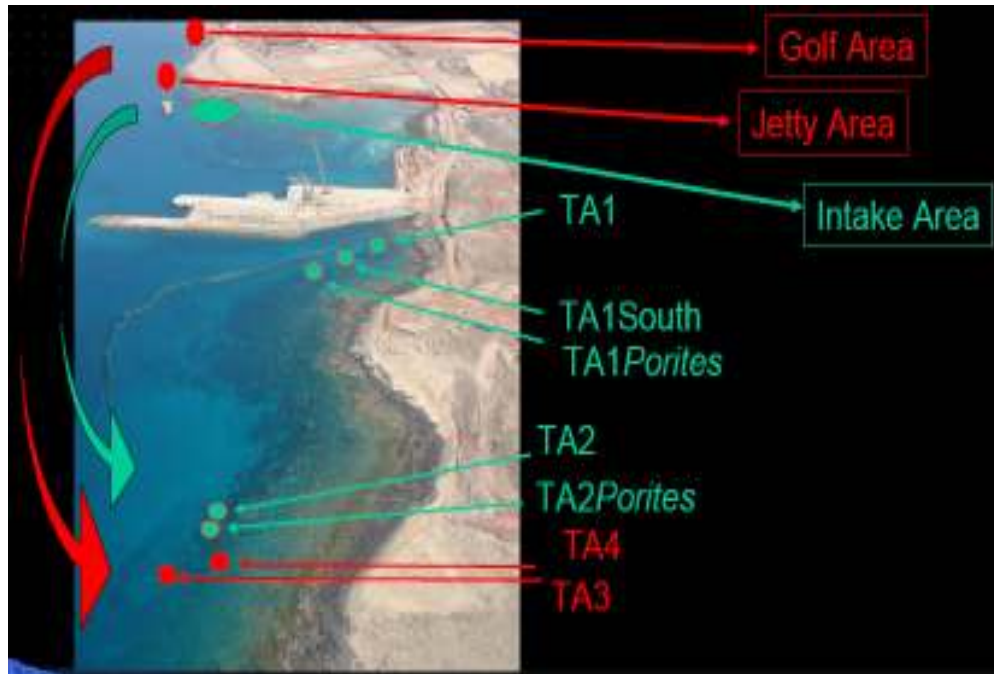 Golf Area
Jetty Area
TA1
Intake Area
TA1South
TA1Porites
TA2
TA2Porites
TA4
TA3